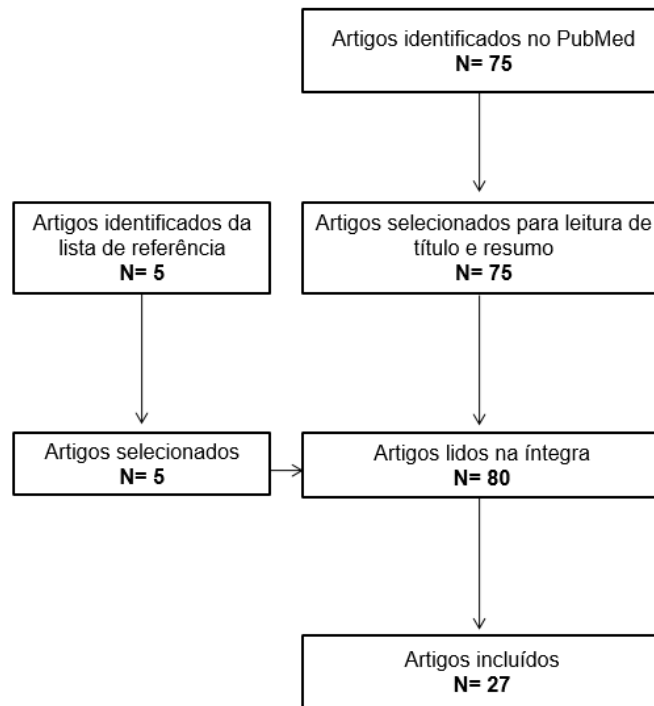 Artigos identificados no PubMed
N= 75
Artigos identificados da
lista de referência
N= 5
Artigos selecionados para leitura de
título e resumo
N= 75
Artigos selecionados
N= 5
Artigos lidos na íntegra
N= 80
Artigos incluídos
N= 27